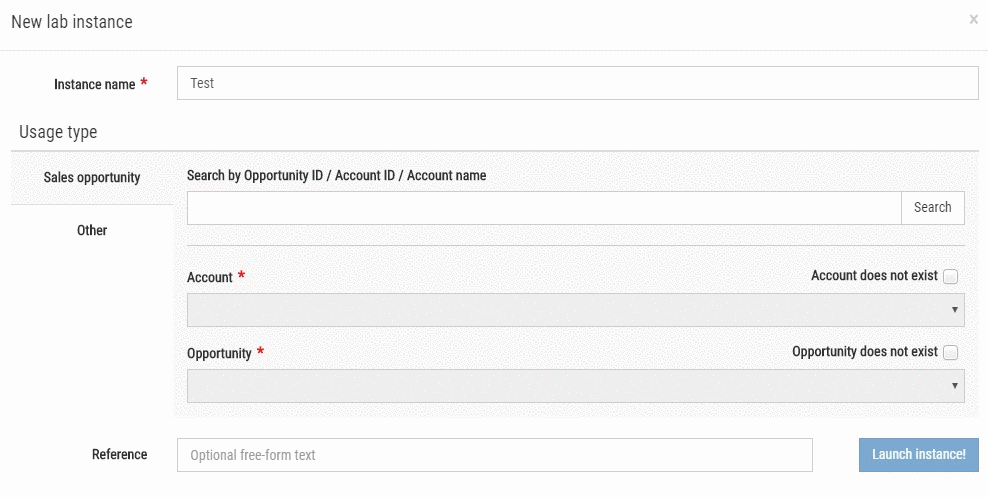 New lab instance ×
Instance name *
Test
Usage type
Sales opportunity
Other
Search by Opportunity ID / Account ID / Account name
Search
Account * Account does not exist
Opportunity * Opportunity does not exist
Reference Optional free-form text Launch instance!